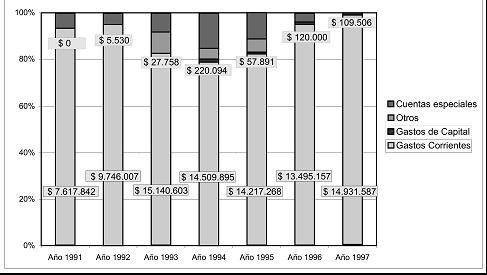 100%
80%
60%
40%
20%
0%
$ 0
$ 5.530
$ 27.758
$ 220.094
$ 57.891
$ 120.000
$ 109.506
$ 7.617.842
$ 9.746.007
$ 15.140.603
$ 14.509.895
$ 14.217.268
$ 13.495.157
$ 14.931.587
Año 1991
Año 1992
Año 1993
Año 1994
Año 1995
Año 1996
Año 1997
Cuentas especiales
Otros
Gastos de Capital
Gastos Corrientes